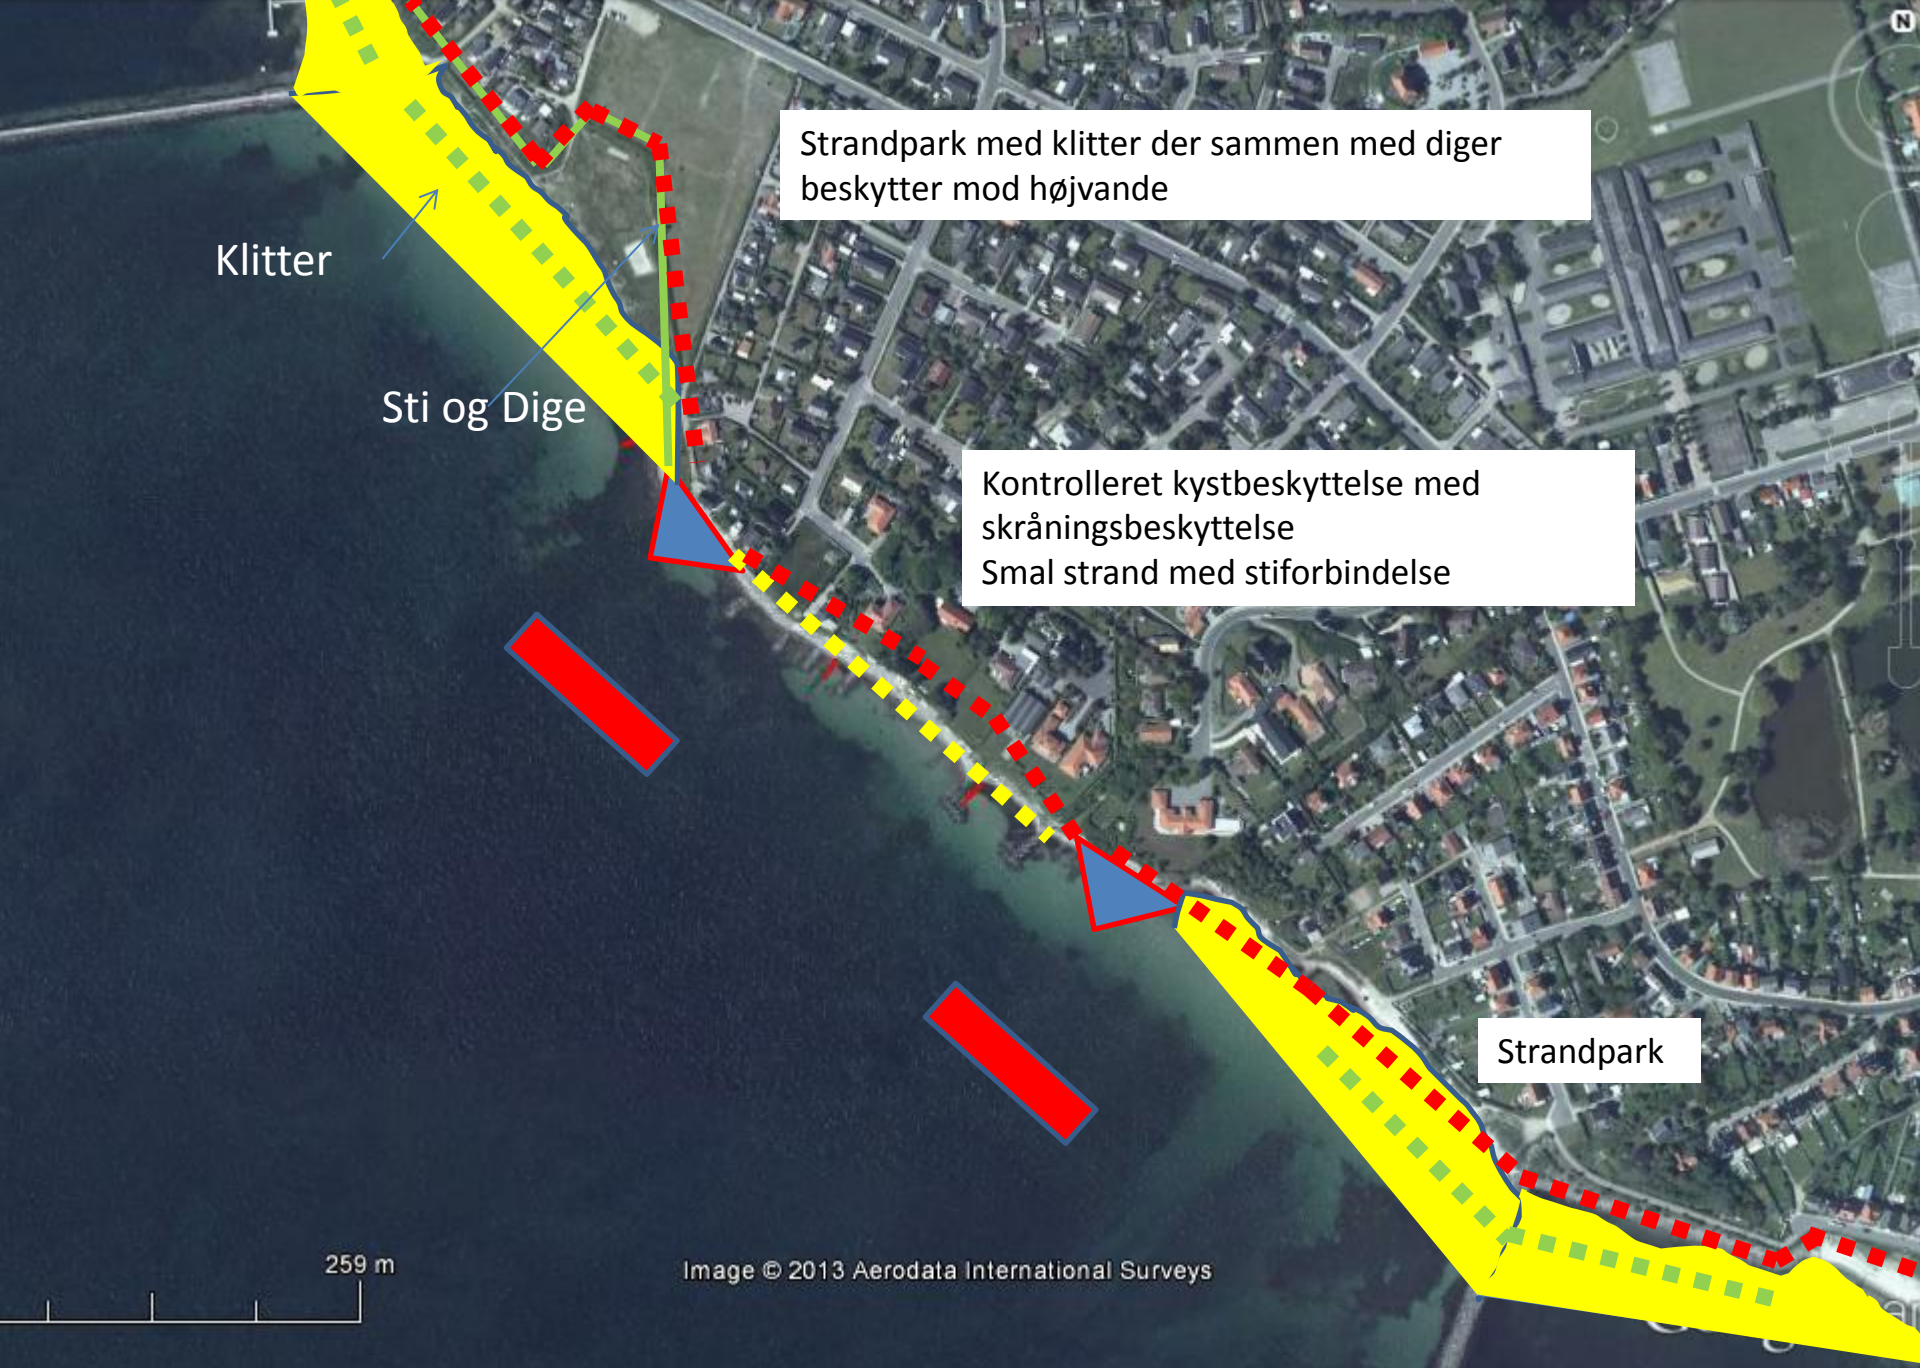 N
Strandpark med klitter der sammen med diger
beskytter mod højvande
Klitter
Sti og Dige
Kontrolleret kystbeskyttelse med
skråningsbeskyttelse
Smal strand med stiforbindelse
Strandpark
259 m
Image © 2013 Aerodata International Surveys